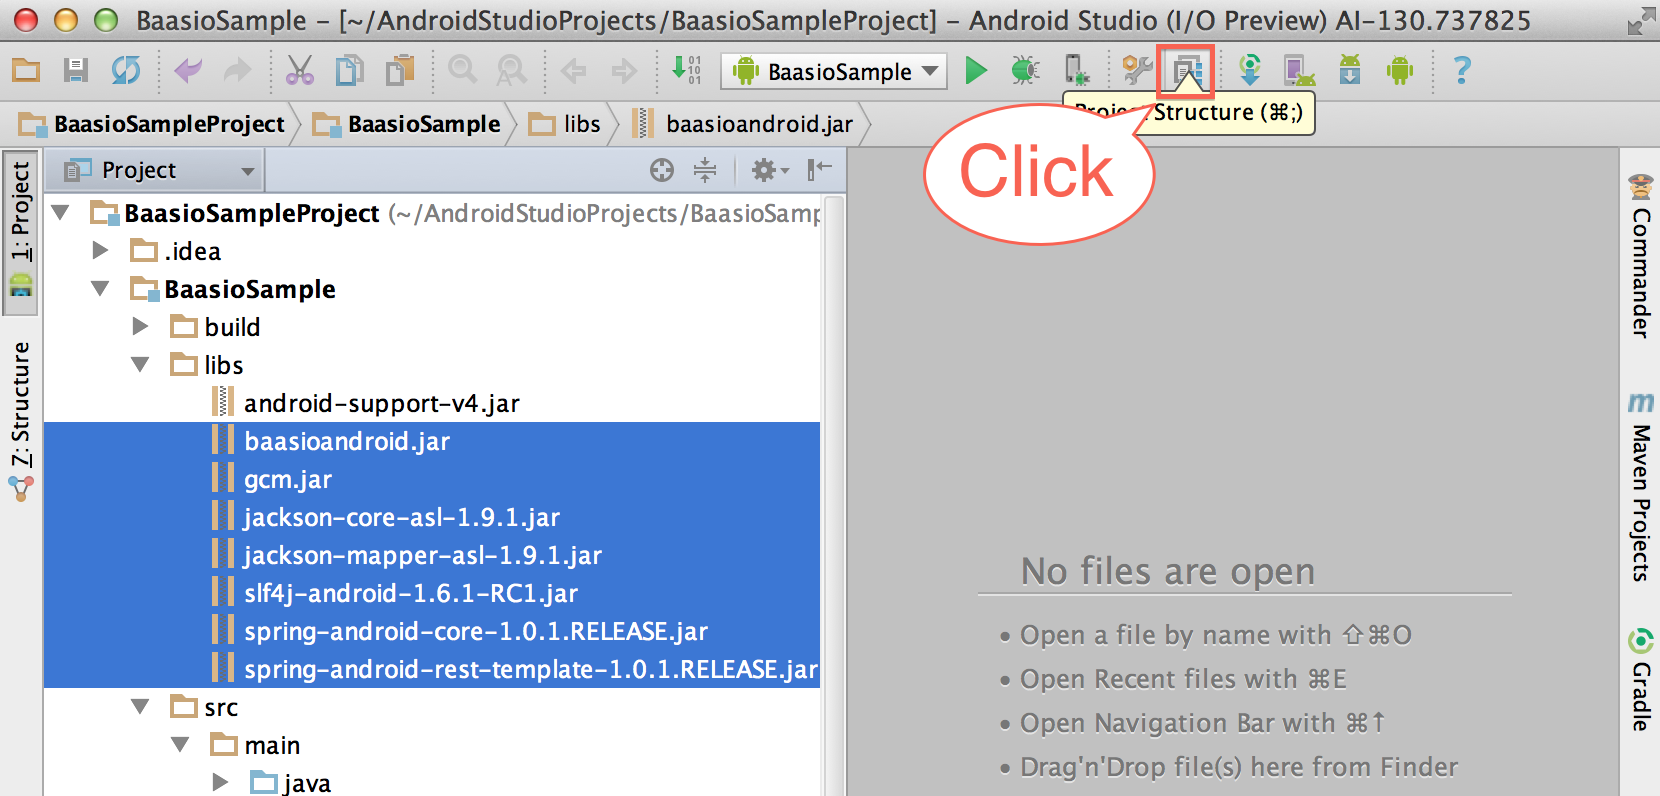 BaasioSample – [~/AndroidStudioProjects/BaasioSampleProject] – Android Studio (I/O Preview) AI-130.737825
01
10
01
BaasioSample
?
Project Structure (⌘;)
Click
BaasioSampleProject
BaasioSample
libs
baasioandroid.jar
1: Project
7: Structure
Project
BaasioSampleProject (~/AndroidStudioProjects/BaasioSamp
.idea
BaasioSample
build
libs
android-support-v4.jar
baasioandroid.jar
gcm.jar
jackson-core-asl-1.9.1.jar
jackson-mapper-asl-1.9.1.jar
slf4j-android-1.6.1-RC1.jar
spring-android-core-1.0.1.RELEASE.jar
spring-android-rest-template-1.0.1.RELEASE.jar
src
main
java
No files are open
• Open a file by name with ⇧⌘O
• Open Recent files with ⌘E
• Open Navigation Bar with ⌘↑
• Drag'n'Drop file(s) here from Finder
Commander
m
Maven Projects
Gradle